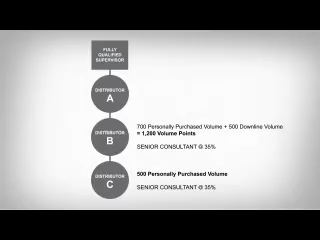 FULLY
QUALIFIED
SUPERVISOR
DISTRIBUTOR
A
DISTRIBUTOR
B
700 Personally Purchased Volume + 500 Downline Volume
= 1,200 Volume Points
SENIOR CONSULTANT @ 35%
DISTRIBUTOR
C
500 Personally Purchased Volume
SENIOR CONSULTANT @ 35%